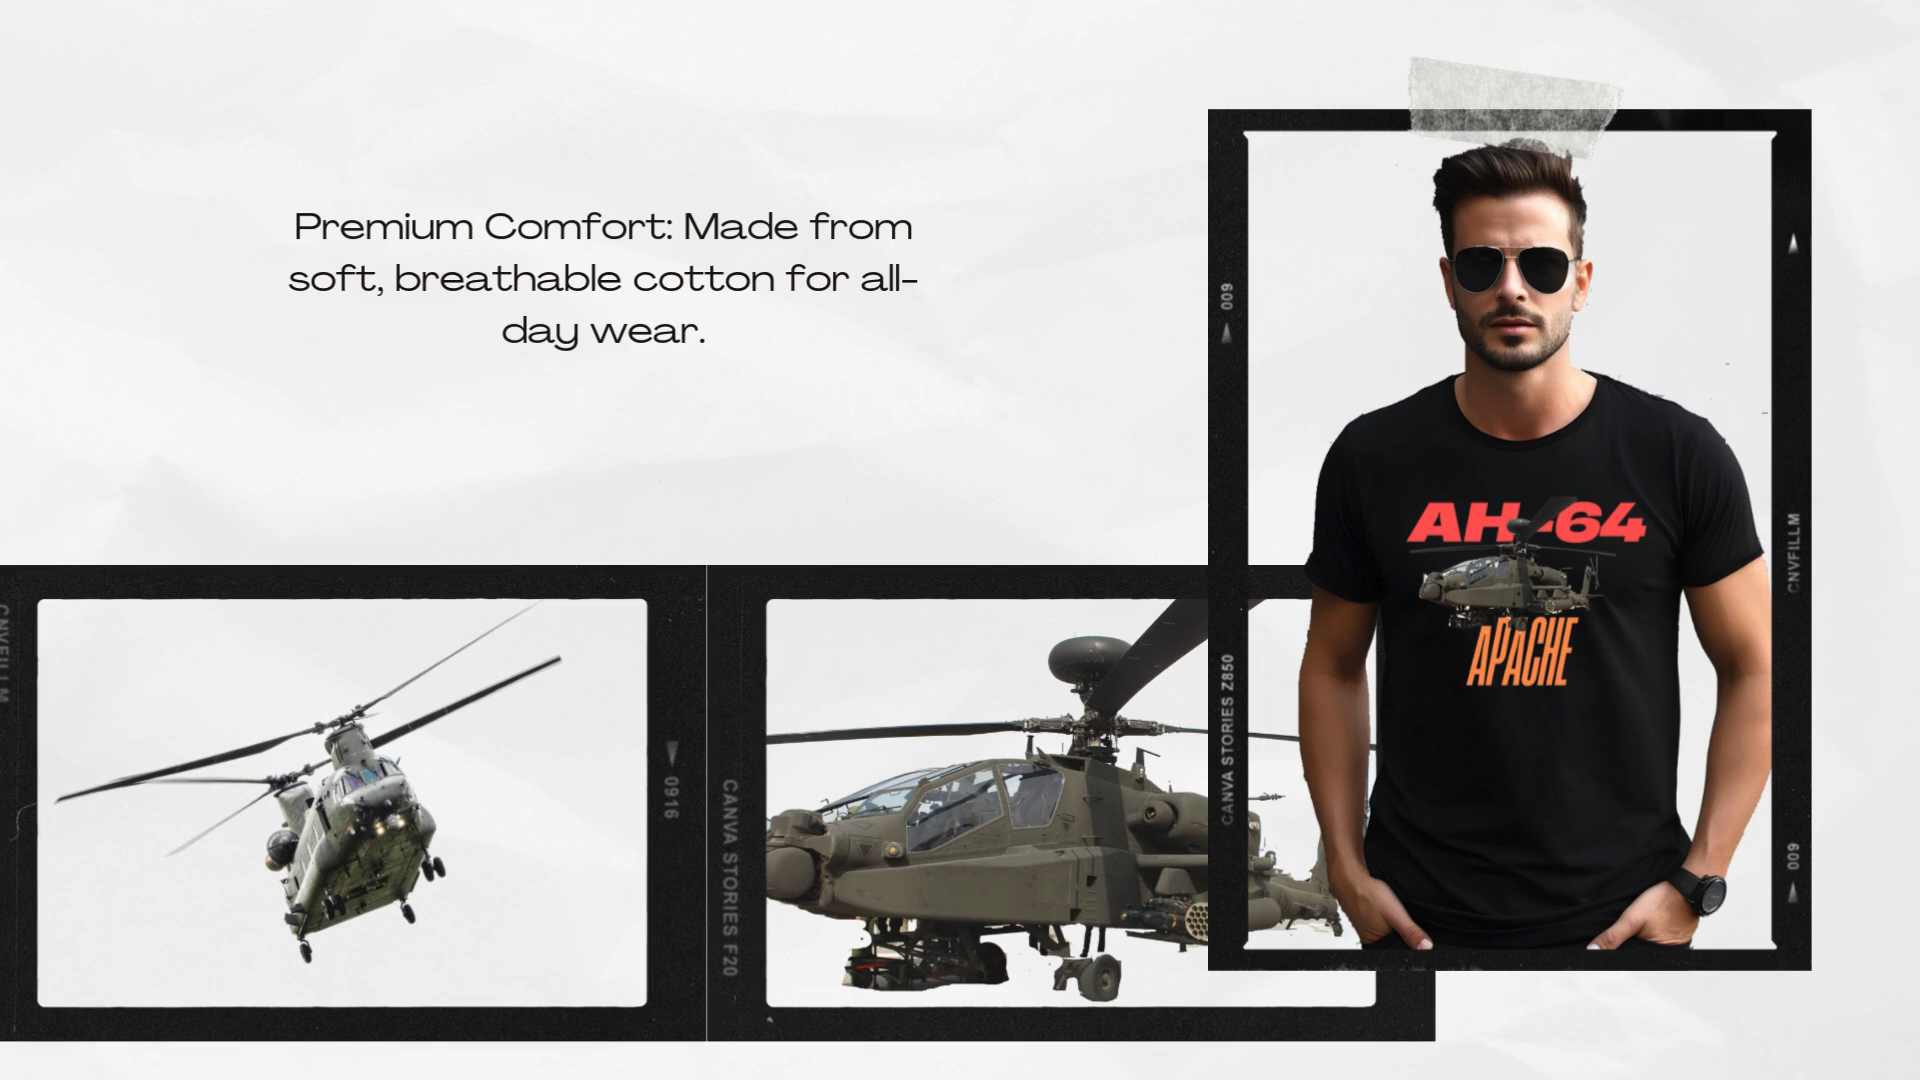 Premium Comfort: Made from
soft, breathable cotton for all-
day wear.
AH-64
APACHE
009
CANVA STORIES Z850
CNVFILLM
009
CNVFILLM
0916
CANVA STORIES F20